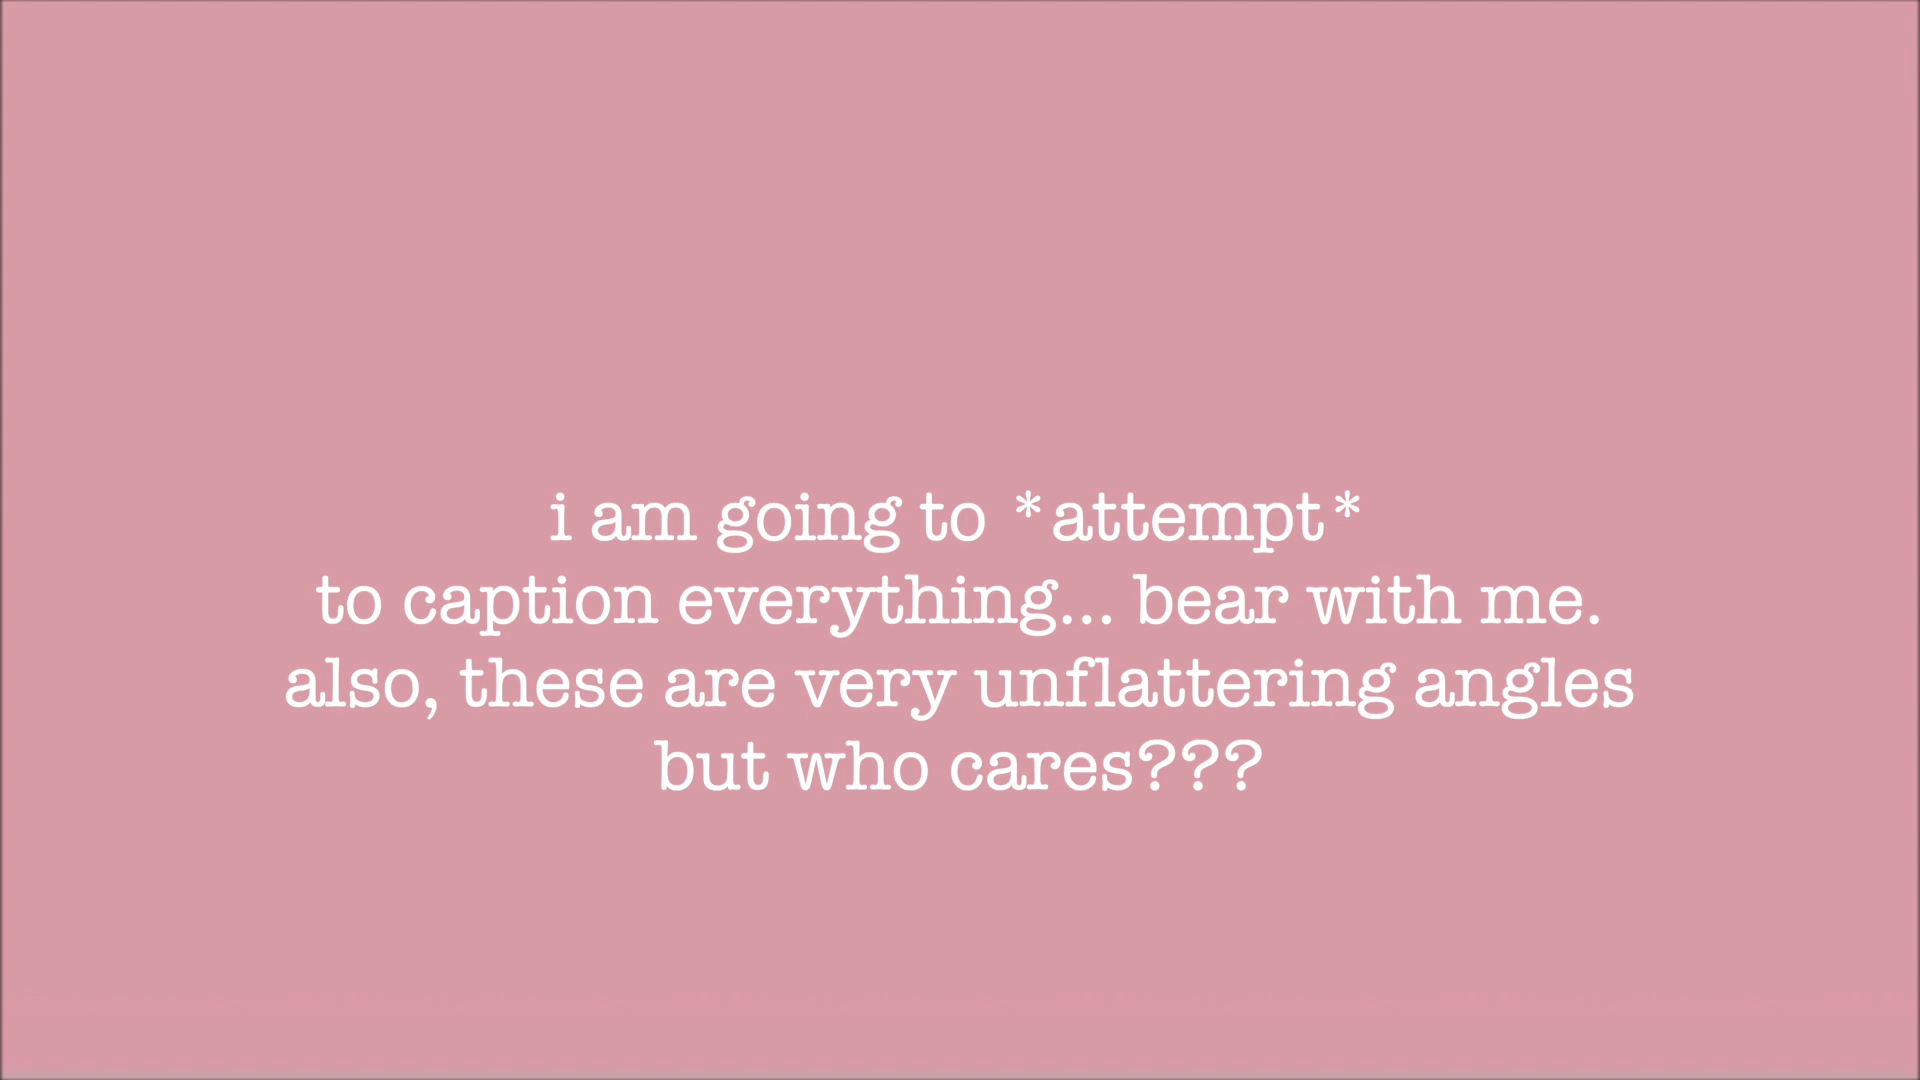 i am going to *attempt*
to caption everything... bear with me.
also, these are very unflattering angles
but who cares???